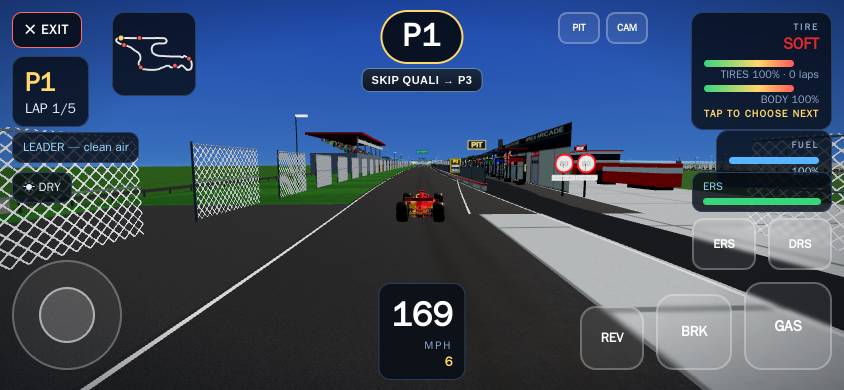 ✕ EXIT
P1
LAP 1/5
LEADER — clean air
DRY
P1
SKIP QUALI → P3
PIT
CAM
TIRE
SOFT
TIRES 100% · 0 laps
BODY 100%
TAP TO CHOOSE NEXT
FUEL
100%
ERS
ERS
DRS
PIT
ARCADE
169
MPH
6
REV
BRK
GAS